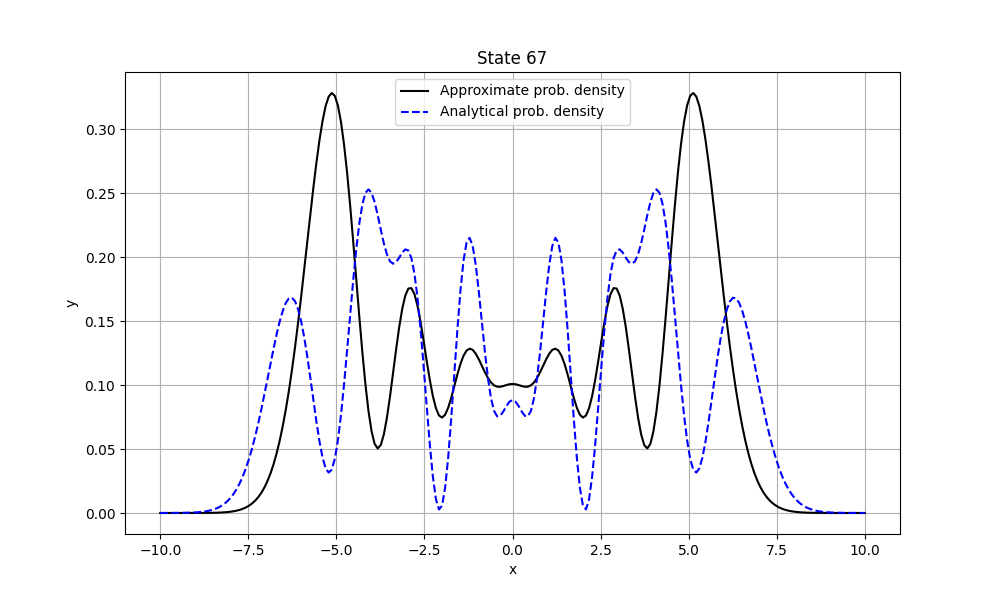 State 67
Approximate prob. density
Analytical prob. density
y
0.30
0.25
0.20
0.15
0.10
0.05
0.00
−10.0 −7.5 −5.0 −2.5 0.0 2.5 5.0 7.5 10.0
x